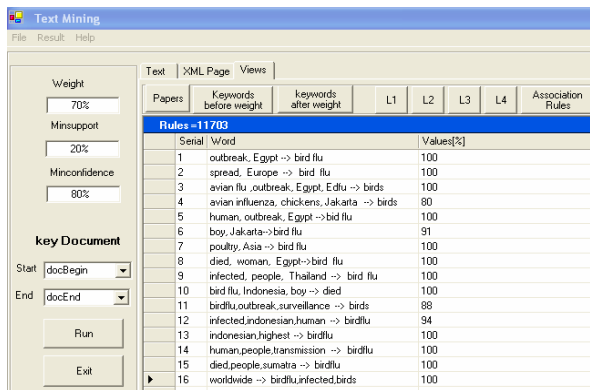 Text Mining
File Result Help
Weight
70%
Minsupport
20%
Minconfidence
80%
key Document
Start docBegin
End docEnd
Run
Exit
Text XML Page Views
Papers Keywords before weight keywords after weight L1 L2 L3 L4 Association Rules
Rules =11703
Serial Word Values[%]
1 outbreak, Egypt --> bird flu 100
2 spread, Europe --> bird flu 100
3 avian flu ,outbreak, Egypt, Edfu --> birds 100
4 avian influenza, chickens, Jakarta --> birds 80
5 human, outbreak, Egypt -->bid flu 100
6 boy, Jakarta-->bird flu 91
7 poultry, Asia --> bird flu 100
8 died, woman, Egypt-->bird flu 100
9 infected, people, Thailand --> bird flu 100
10 bird flu, Indonesia, boy --> died 100
11 birdflu,outbreak,surveillance --> birds 88
12 infected,indonesian,human --> birdflu 94
13 indonesian,highest --> birdflu 100
14 human,people,transmission --> birdflu 100
15 died,people,sumatra --> birdflu 100
16 worldwide --> birdflu,infected,birds 100